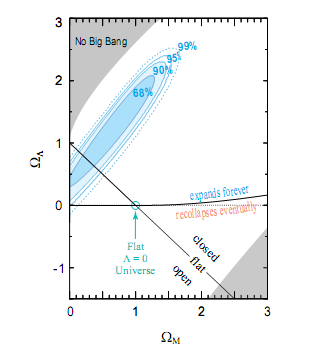 3
No Big Bang
99%
95%
90%
2
68%
1
ΩΛ
expands forever
0
recollapses eventually
Flat
Λ = 0
Universe
closed
flat
open
-1
0
1
2
3
ΩM